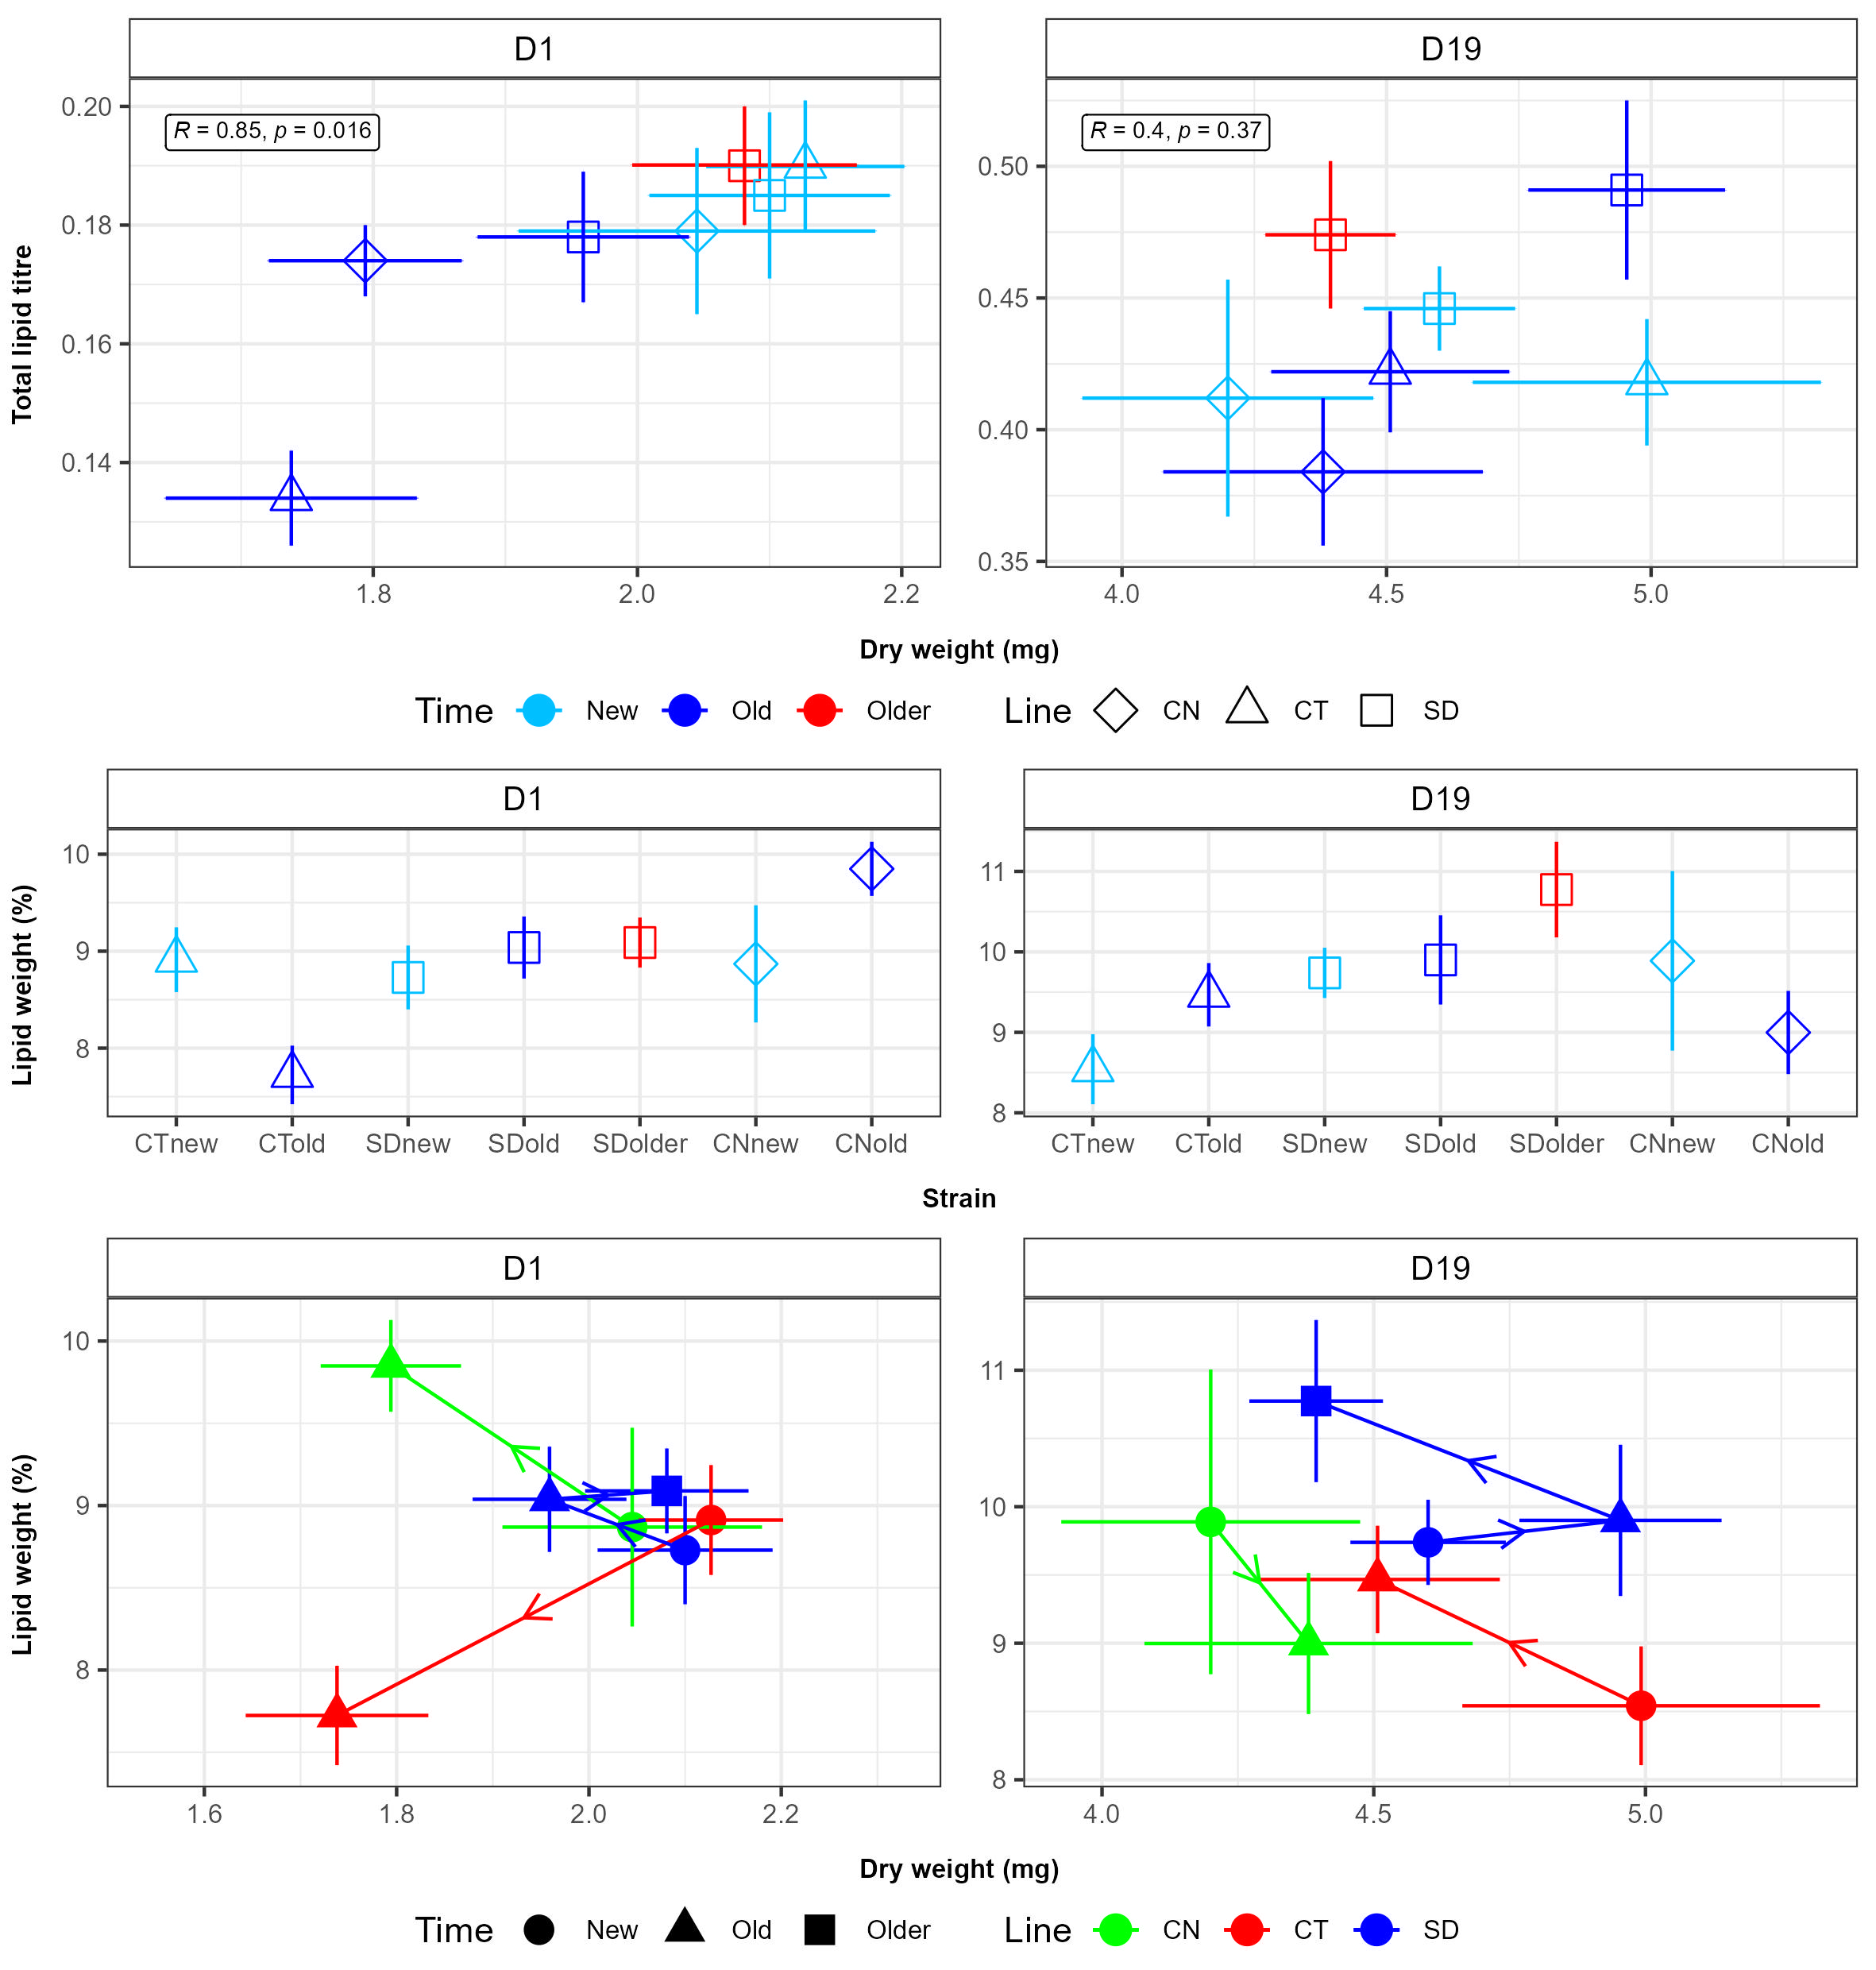 D1 D19
Total lipid titre
0.20
0.18
0.16
0.14
R = 0.85, p = 0.016
1.8 2.0 2.2
0.50
0.45
0.40
0.35
R = 0.4, p = 0.37
4.0 4.5 5.0
Dry weight (mg)
Time New Old Older Line CN CT SD
D1 D19
Lipid weight (%)
10
9
8
CTnew CTold SDnew SDold SDolder CNnew CNold
11
10
9
8
CTnew CTold SDnew SDold SDolder CNnew CNold
Strain
D1 D19
Lipid weight (%)
10
9
8
1.6 1.8 2.0 2.2
11
10
9
8
4.0 4.5 5.0
Dry weight (mg)
Time New Old Older Line CN CT SD